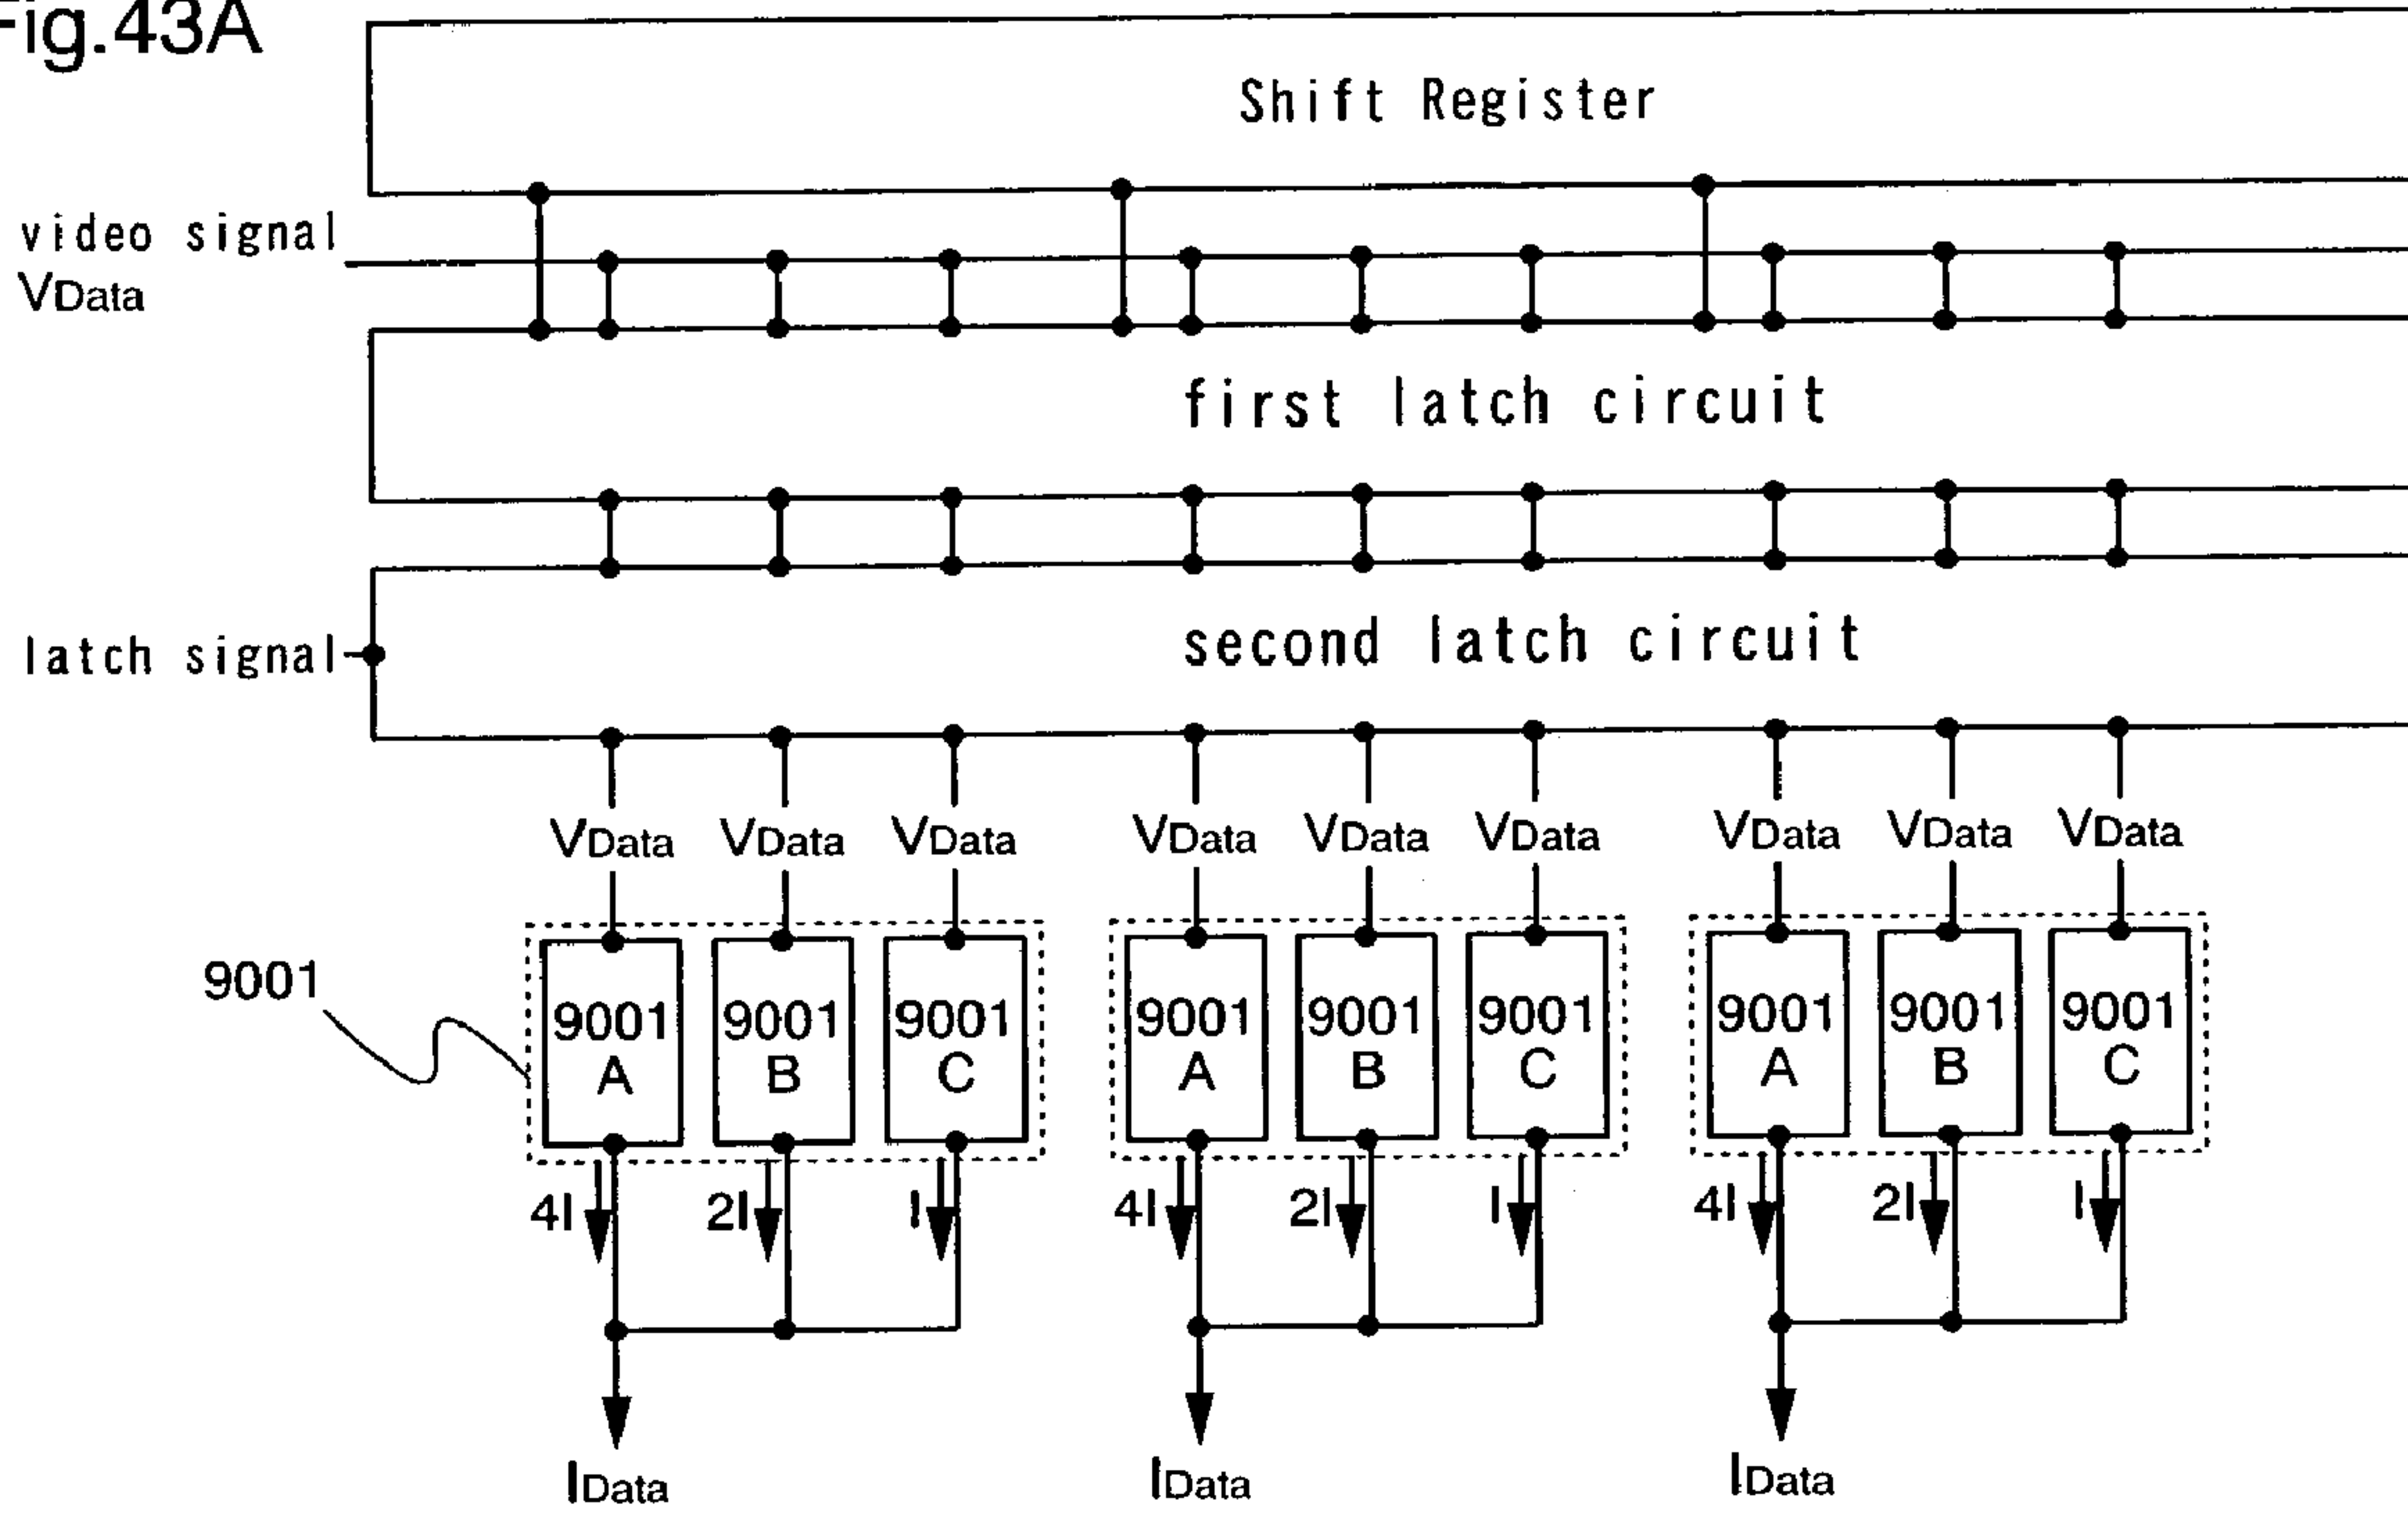 Fig.43A
Shift Register
video signal
VData
first latch circuit
latch signal
second latch circuit
VData VData VData VData VData VData VData VData VData
9001
9001 9001 9001 9001 9001 9001 9001 9001 9001
A B C A B C A B C
4I 2I I 4I 2I I 4I 2I I
IData IData IData